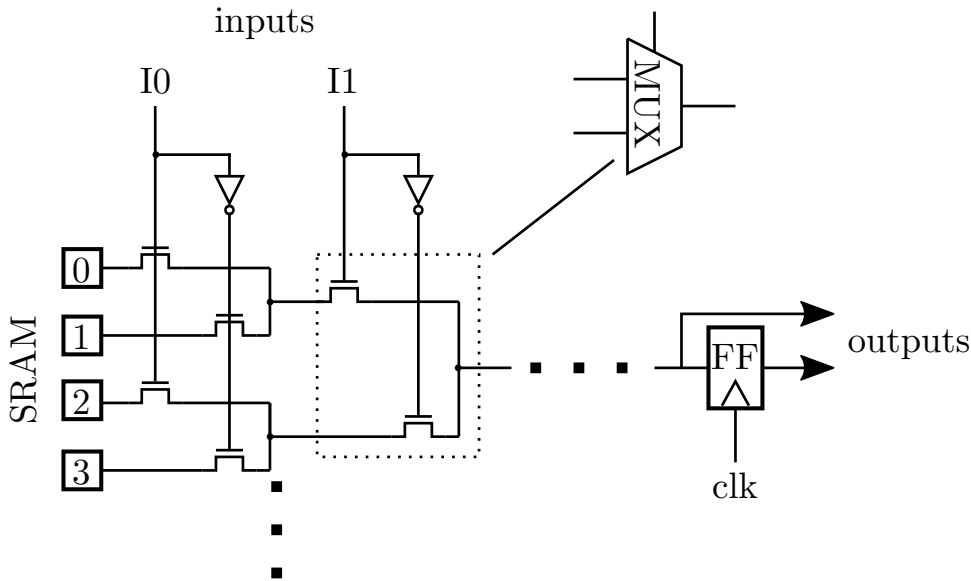 inputs
I0
I1
MUX
0
1
2
3
SRAM
FF
outputs
clk